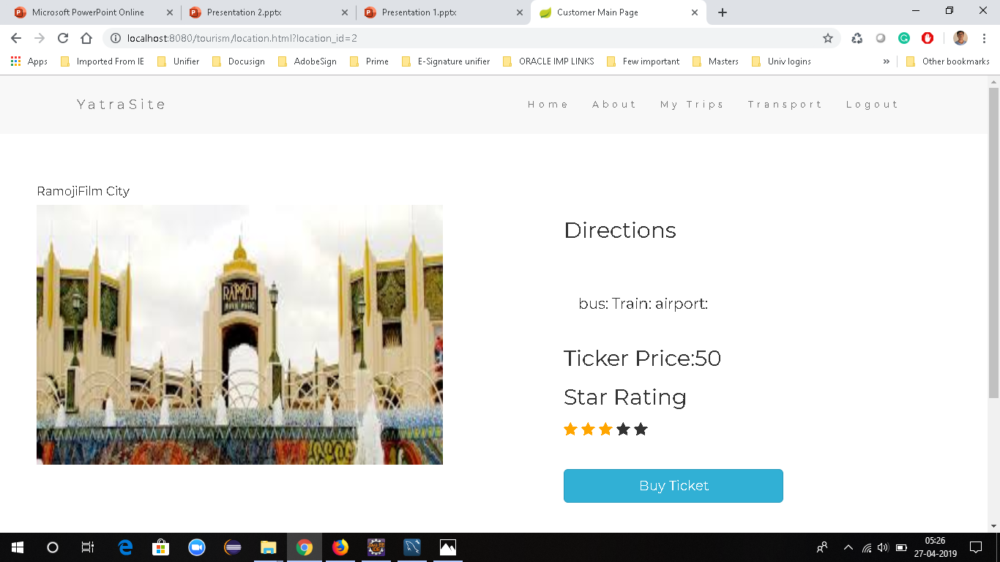 Microsoft PowerPoint Online
Presentation 2.pptx
Presentation 1.pptx
Customer Main Page
localhost:8080/tourism/location.html?location_id=2
Apps Imported From IE Unifier Docusign AdobeSign Prime E-Signature unifier ORACLE IMP LINKS Few important Masters Univ logins » Other bookmarks
YatraSite
Home About My Trips Transport Logout
RamojiFilm City
RAMOJI
Directions
bus: Train: airport:
Ticker Price:50
Star Rating
Buy Ticket
05:26
27-04-2019